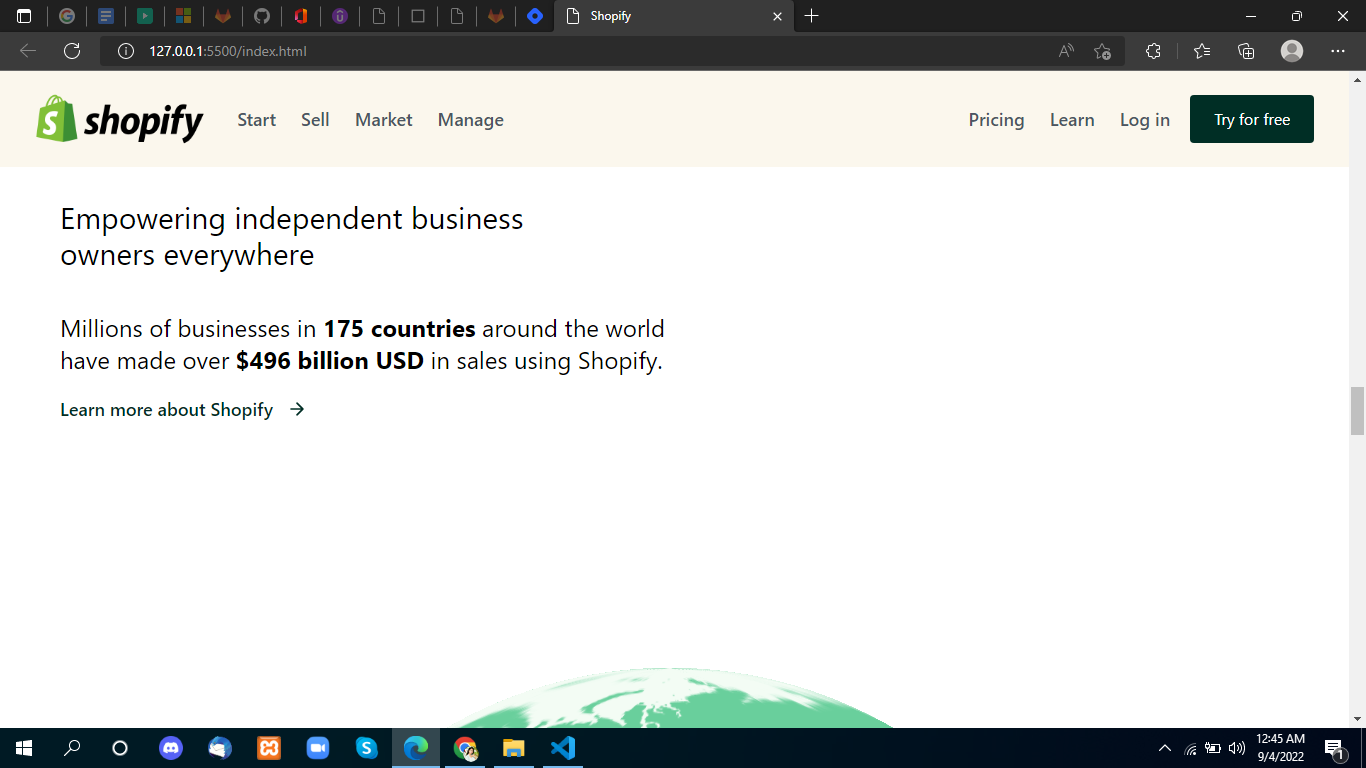 Shopify
127.0.0.1:5500/index.html
shopify Start Sell Market Manage Pricing Learn Log in Try for free
Empowering independent business
owners everywhere
Millions of businesses in 175 countries around the world
have made over $496 billion USD in sales using Shopify.
Learn more about Shopify →
12:45 AM
9/4/2022
1